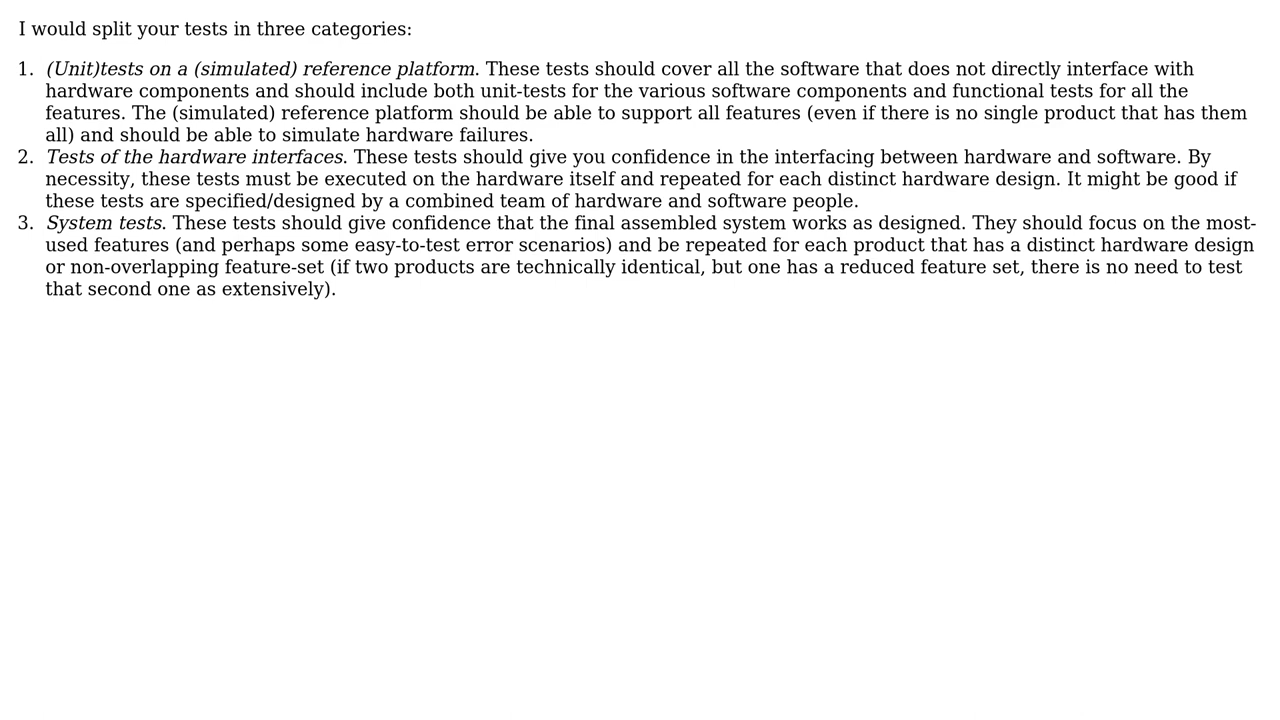 I would split your tests in three categories:
1. (Unit)tests on a (simulated) reference platform. These tests should cover all the software that does not directly interface with
hardware components and should include both unit-tests for the various software components and functional tests for all the
features. The (simulated) reference platform should be able to support all features (even if there is no single product that has them
all) and should be able to simulate hardware failures.
2. Tests of the hardware interfaces. These tests should give you confidence in the interfacing between hardware and software. By
necessity, these tests must be executed on the hardware itself and repeated for each distinct hardware design. It might be good if
these tests are specified/designed by a combined team of hardware and software people.
3. System tests. These tests should give confidence that the final assembled system works as designed. They should focus on the most-
used features (and perhaps some easy-to-test error scenarios) and be repeated for each product that has a distinct hardware design
or non-overlapping feature-set (if two products are technically identical, but one has a reduced feature set, there is no need to test
that second one as extensively).